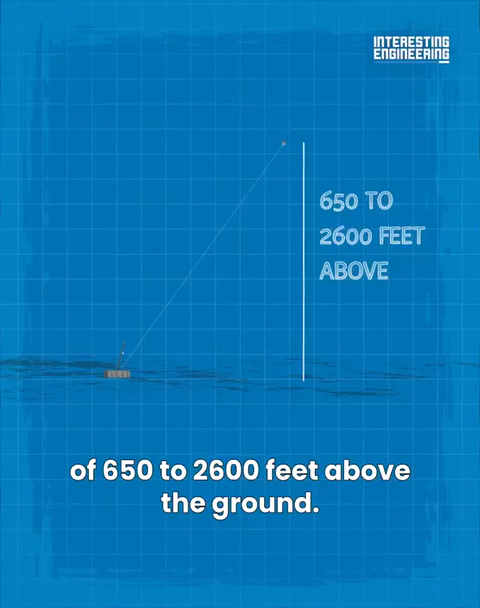 INTERESTING
ENGINEERING
650 TO
2600 FEET
ABOVE
of 650 to 2600 feet above
the ground.